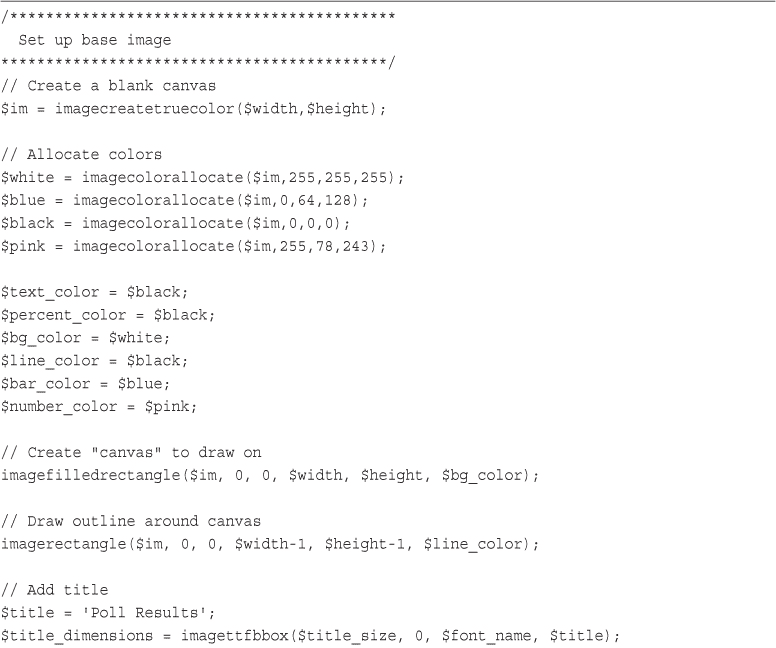 /*******************************************
  Set up base image
*******************************************/
// Create a blank canvas
$im = imagecreatetruecolor($width,$height);

// Allocate colors
$white = imagecolorallocate($im,255,255,255);
$blue = imagecolorallocate($im,0,64,128);
$black = imagecolorallocate($im,0,0,0);
$pink = imagecolorallocate($im,255,78,243);

$text_color = $black;
$percent_color = $black;
$bg_color = $white;
$line_color = $black;
$bar_color = $blue;
$number_color = $pink;

// Create "canvas" to draw on
imagefilledrectangle($im, 0, 0, $width, $height, $bg_color);

// Draw outline around canvas
imagerectangle($im, 0, 0, $width-1, $height-1, $line_color);

// Add title
$title = 'Poll Results';
$title_dimensions = imagettfbbox($title_size, 0, $font_name, $title);